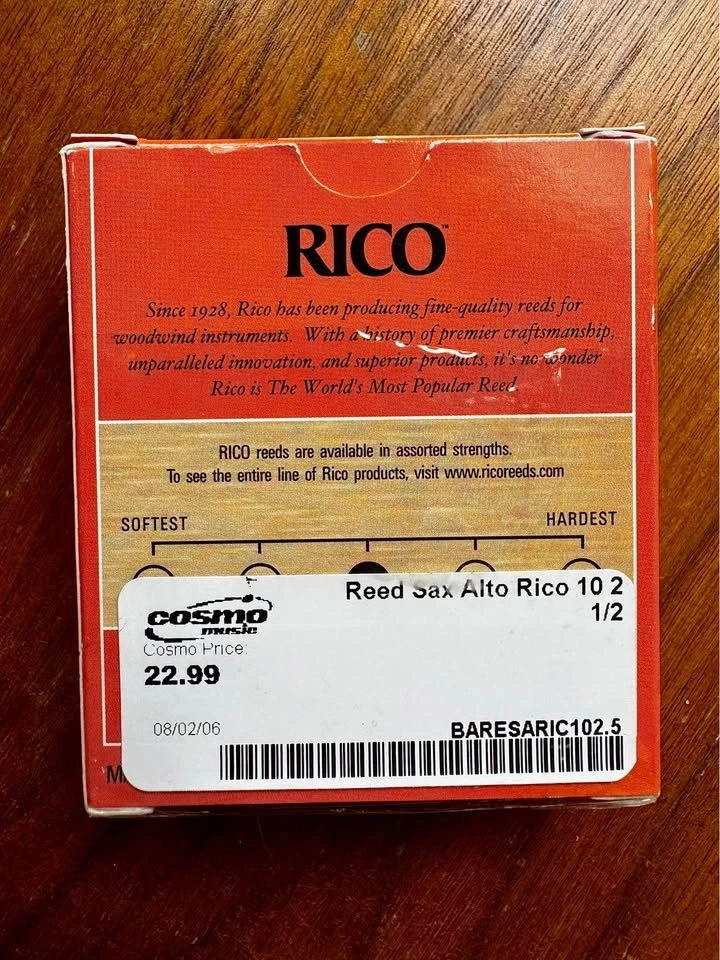 RICO™
Since 1928, Rico has been producing fine-quality reeds for
woodwind instruments. With a history of premier craftsmanship,
unparalleled innovation, and superior products, it's no wonder
Rico is The World's Most Popular Reed.
RICO reeds are available in assorted strengths.
To see the entire line of Rico products, visit www.ricoreeds.com
SOFTEST
HARDEST
Reed Sax Alto Rico 10 2
1/2
cosmo
music
Cosmo Price:
22.99
08/02/06
BARESARIC102.5